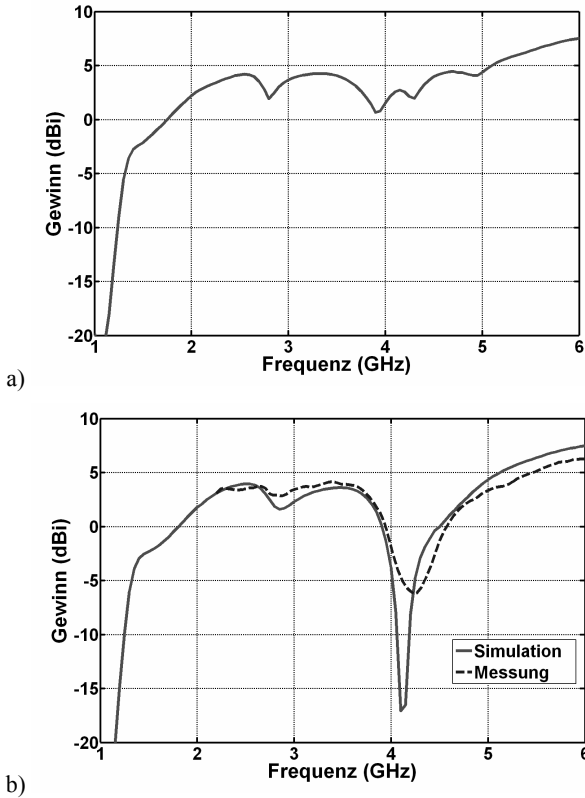 10
5
0
-5
-10
-15
-20
Gewinn (dBi)
1 2 3 4 5 6
Frequenz (GHz)
a)
10
5
0
-5
-10
-15
-20
Gewinn (dBi)
Simulation
Messung
1 2 3 4 5 6
Frequenz (GHz)
b)